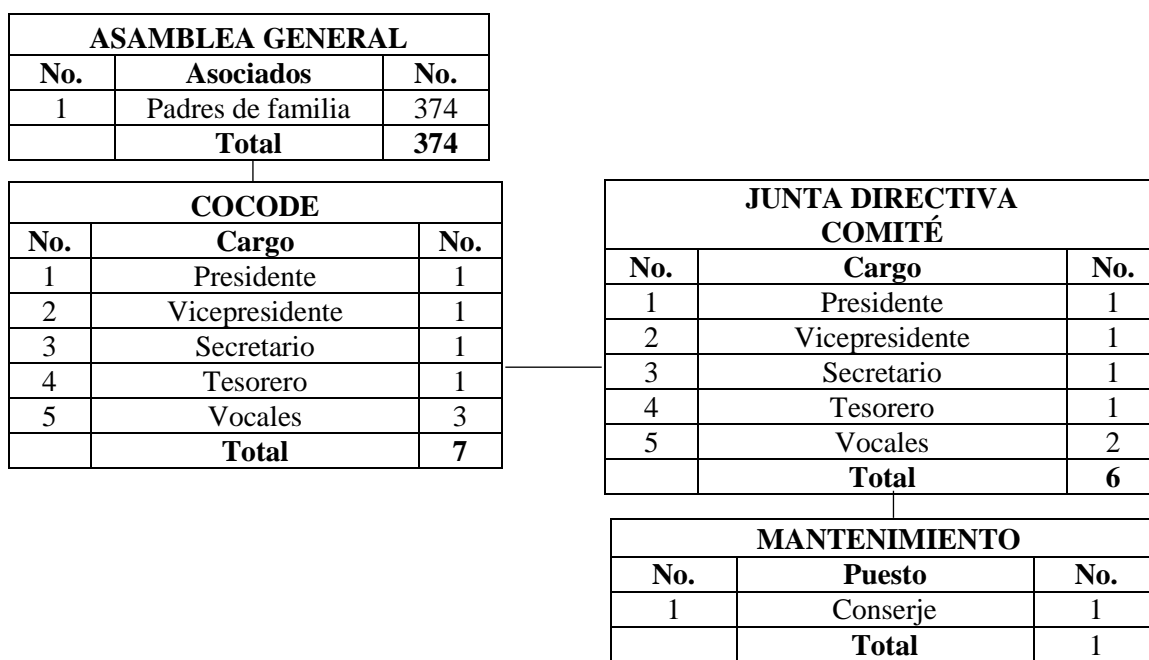 ASAMBLEA GENERAL
No. Asociados No.
1 Padres de familia 374
Total 374
COCODE
No. Cargo No.
1 Presidente 1
2 Vicepresidente 1
3 Secretario 1
4 Tesorero 1
5 Vocales 3
Total 7
JUNTA DIRECTIVA
COMITÉ
No. Cargo No.
1 Presidente 1
2 Vicepresidente 1
3 Secretario 1
4 Tesorero 1
5 Vocales 2
Total 6
MANTENIMIENTO
No. Puesto No.
1 Conserje 1
Total 1